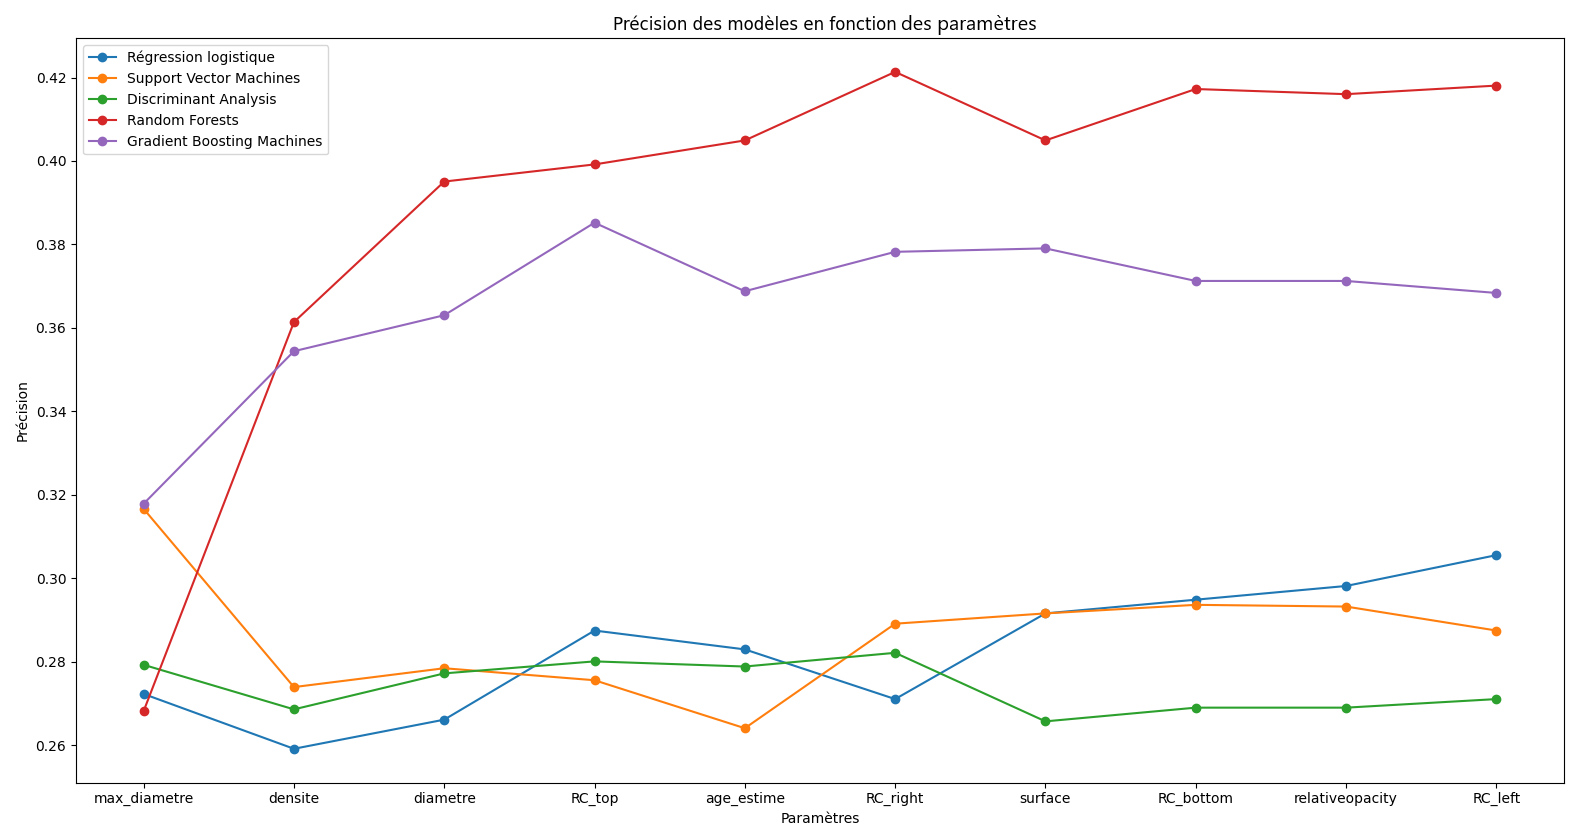 Précision des modèles en fonction des paramètres
Régression logistique
Support Vector Machines
Discriminant Analysis
Random Forests
Gradient Boosting Machines
Précision
0.42
0.40
0.38
0.36
0.34
0.32
0.30
0.28
0.26
max_diametre densite diametre RC_top age_estime RC_right surface RC_bottom relativeopacity RC_left
Paramètres